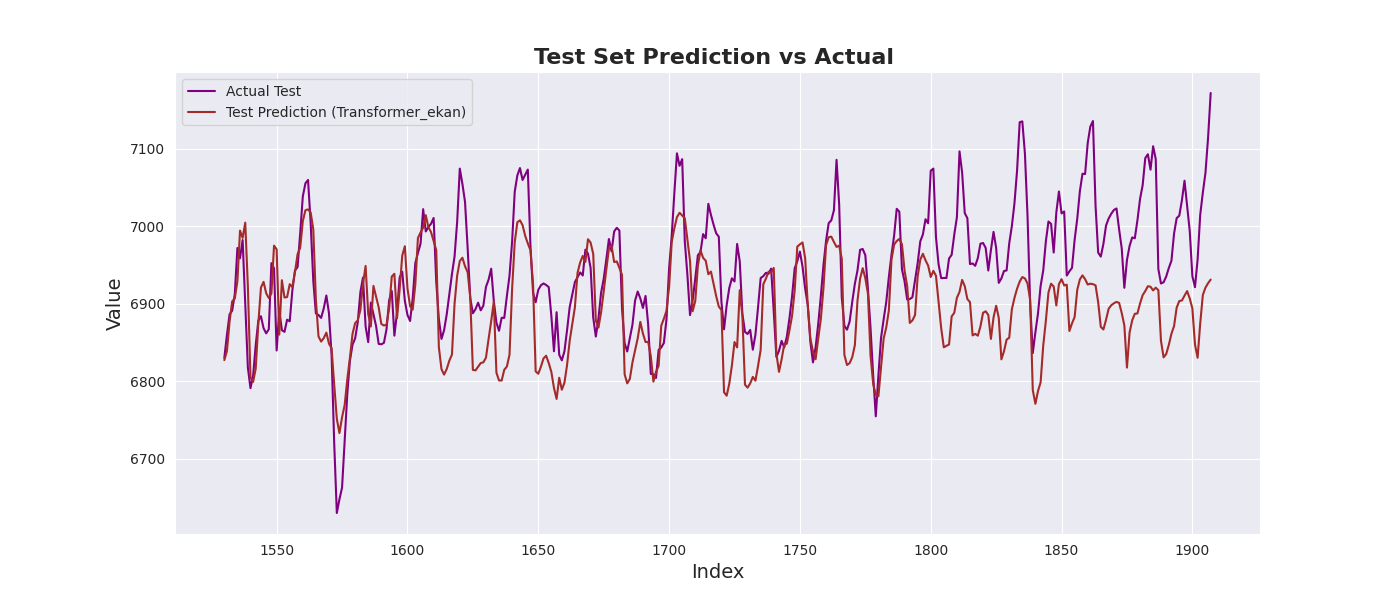 Test Set Prediction vs Actual
Actual Test
Test Prediction (Transformer_ekan)
Value
7100
7000
6900
6800
6700
1550
1600
1650
1700
1750
1800
1850
1900
Index